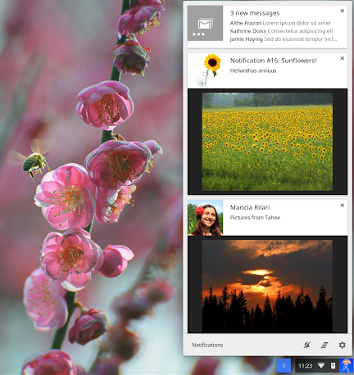 3 new messages
Althe Frazon Lorem ipsum dolor sit amet
Kathrine Doiss Consectetur adipisicing eli
Jamie Haynig Sed do eiusmod tempor inci...
Notification #16: Sunflowers!
Helianthus annuus
Maricia Rilari
Pictures from Tahoe
Notifications
11:23